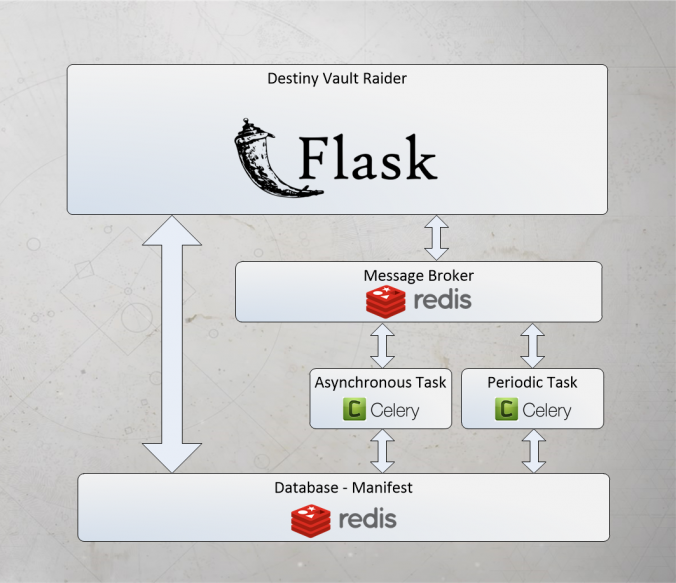 Destiny Vault Raider
Flask
Message Broker
redis
Asynchronous Task
C Celery
Periodic Task
C Celery
Database - Manifest
redis